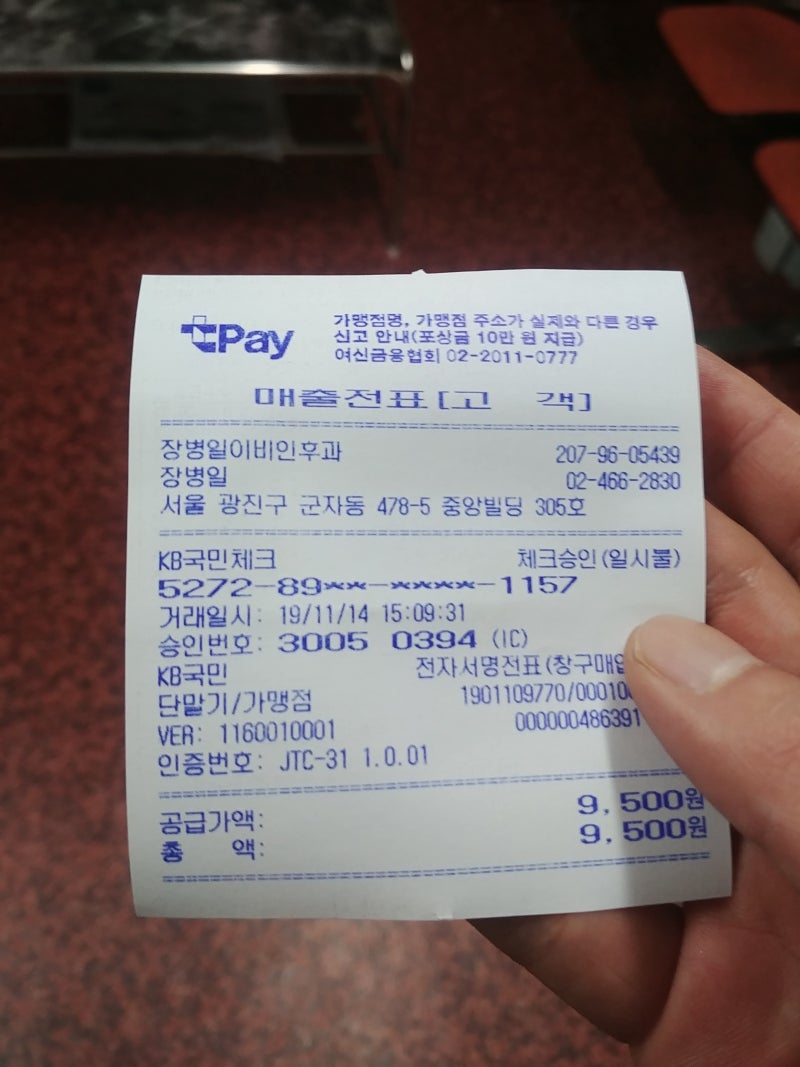 Pay
가맹점명, 가맹점 주소가 실제와 다른 경우
신고 안내(포상금 10만 원 지급)
여신금융협회 02-2011-0777
매출전표[고 객]
장병일이비인후과 207-96-05439
장병일 02-466-2830
서울 광진구 군자동 478-5 중앙빌딩 305호
KB국민체크 체크승인(일시불)
5272-89**-****-1157
거래일시: 19/11/14 15:09:31
승인번호: 3005 0394 (IC)
KB국민 전자서명전표(창구매입
단말기/가맹점 1901109770/00010
VER: 1160010001 000000486391
인증번호: JTC-31 1.0.01
공급가액: 9,500원
총 액: 9,500원